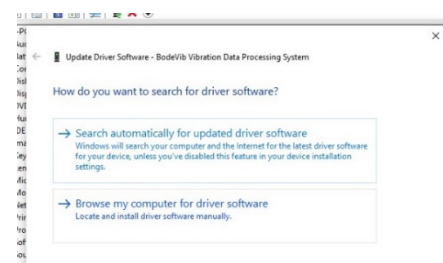 Update Driver Software - BodeVib Vibration Data Processing System
How do you want to search for driver software?
→ Search automatically for updated driver software
Windows will search your computer and the Internet for the latest driver software
for your device, unless you've disabled this feature in your device installation
settings.
→ Browse my computer for driver software
Locate and install driver software manually.